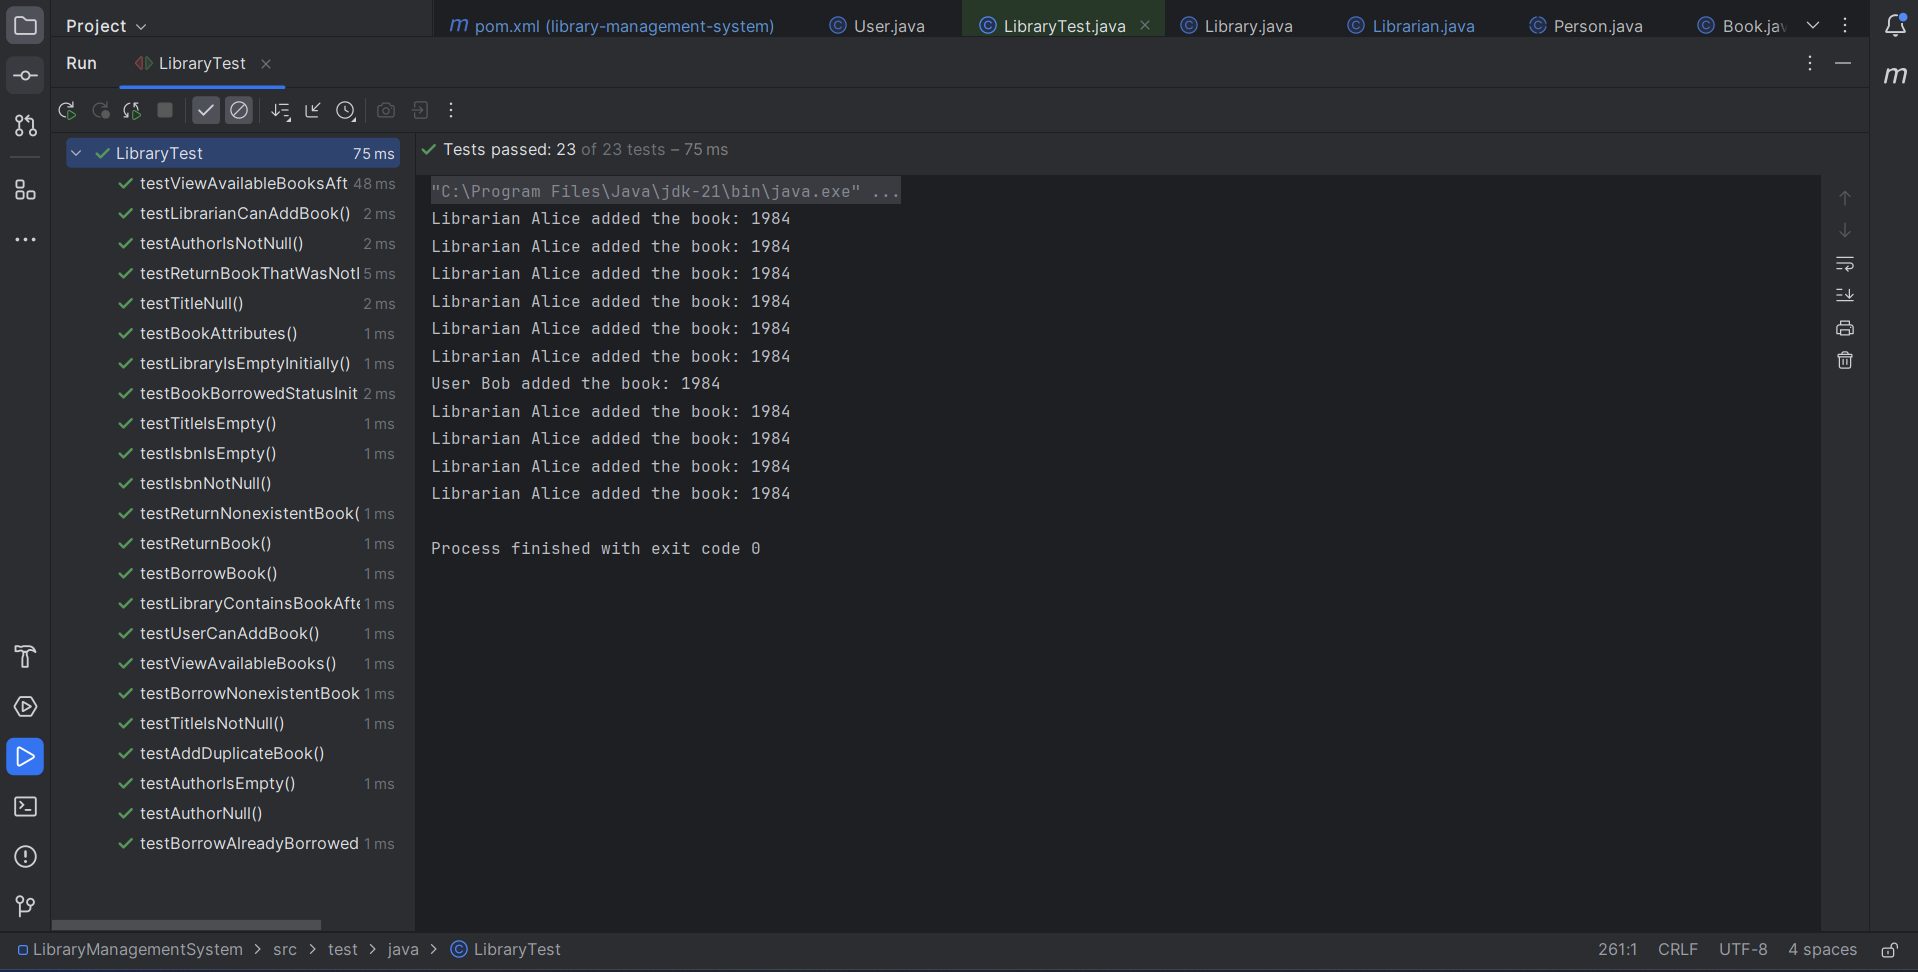 Project
pom.xml (library-management-system)
User.java
LibraryTest.java
Library.java
Librarian.java
Person.java
Book.jav
Run
LibraryTest
LibraryTest 75 ms
testViewAvailableBooksAft 48 ms
testLibrarianCanAddBook() 2 ms
testAuthorIsNotNull() 2 ms
testReturnBookThatWasNotI 5 ms
testTitleNull() 2 ms
testBookAttributes() 1 ms
testLibraryIsEmptyInitially() 1 ms
testBookBorrowedStatusInit 2 ms
testTitleIsEmpty() 1 ms
testIsbnIsEmpty() 1 ms
testIsbnNotNull()
testReturnNonexistentBook( 1 ms
testReturnBook() 1 ms
testBorrowBook() 1 ms
testLibraryContainsBookAfte 1 ms
testUserCanAddBook() 1 ms
testViewAvailableBooks() 1 ms
testBorrowNonexistentBook 1 ms
testTitleIsNotNull() 1 ms
testAddDuplicateBook()
testAuthorIsEmpty() 1 ms
testAuthorNull()
testBorrowAlreadyBorrowed 1 ms
Tests passed: 23 of 23 tests – 75 ms
"C:\Program Files\Java\jdk-21\bin\java.exe" ...
Librarian Alice added the book: 1984
Librarian Alice added the book: 1984
Librarian Alice added the book: 1984
Librarian Alice added the book: 1984
Librarian Alice added the book: 1984
Librarian Alice added the book: 1984
User Bob added the book: 1984
Librarian Alice added the book: 1984
Librarian Alice added the book: 1984
Librarian Alice added the book: 1984
Librarian Alice added the book: 1984
Process finished with exit code 0
LibraryManagementSystem > src > test > java > LibraryTest
261:1 CRLF UTF-8 4 spaces